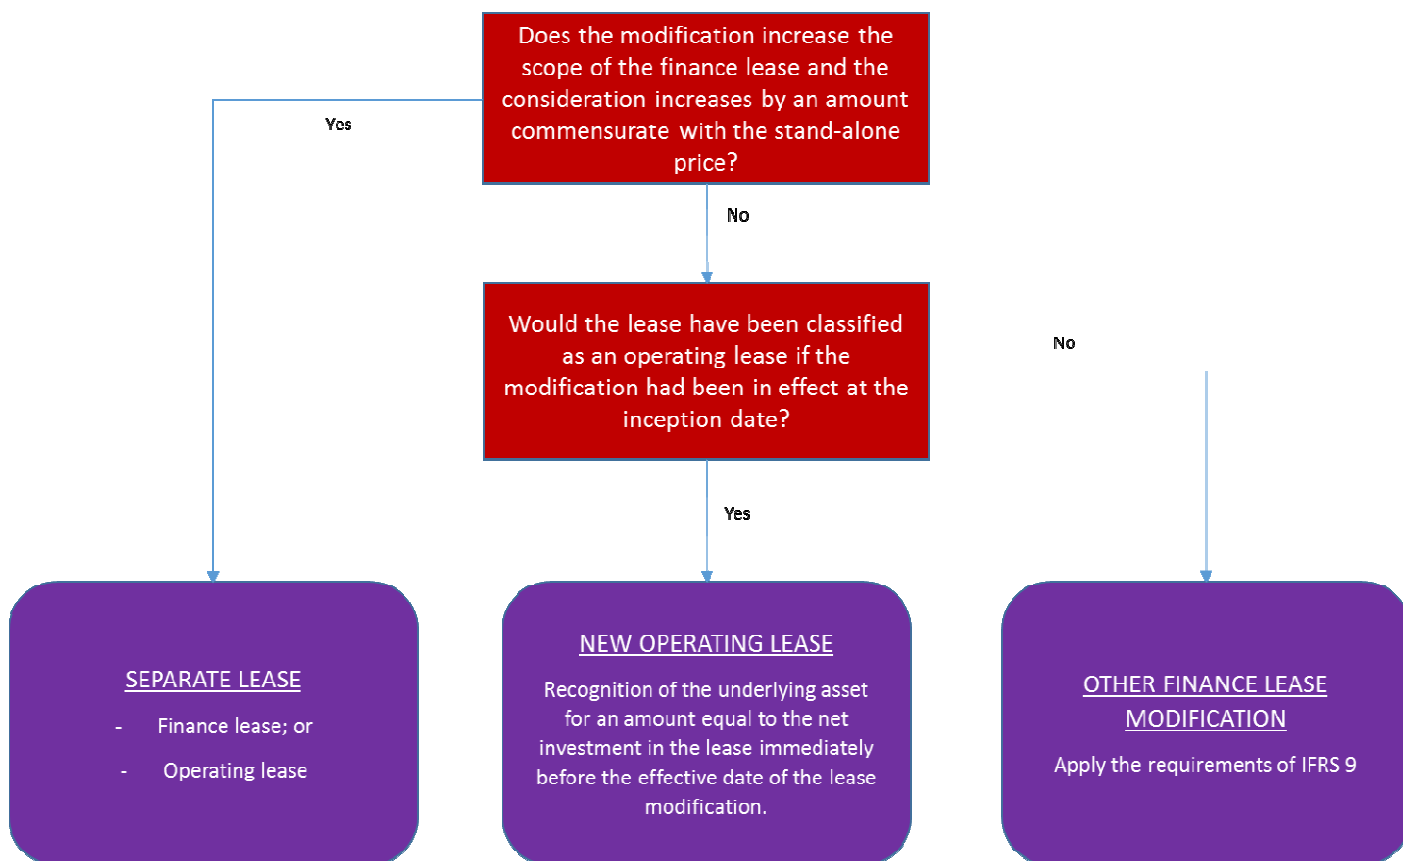 Does the modification increase the
scope of the finance lease and the
consideration increases by an amount
commensurate with the stand-alone
price?
Yes
No
Would the lease have been classified
as an operating lease if the
modification had been in effect at the
inception date?
No
Yes
SEPARATE LEASE
- Finance lease; or
- Operating lease
NEW OPERATING LEASE
Recognition of the underlying asset
for an amount equal to the net
investment in the lease immediately
before the effective date of the lease
modification.
OTHER FINANCE LEASE
MODIFICATION
Apply the requirements of IFRS 9